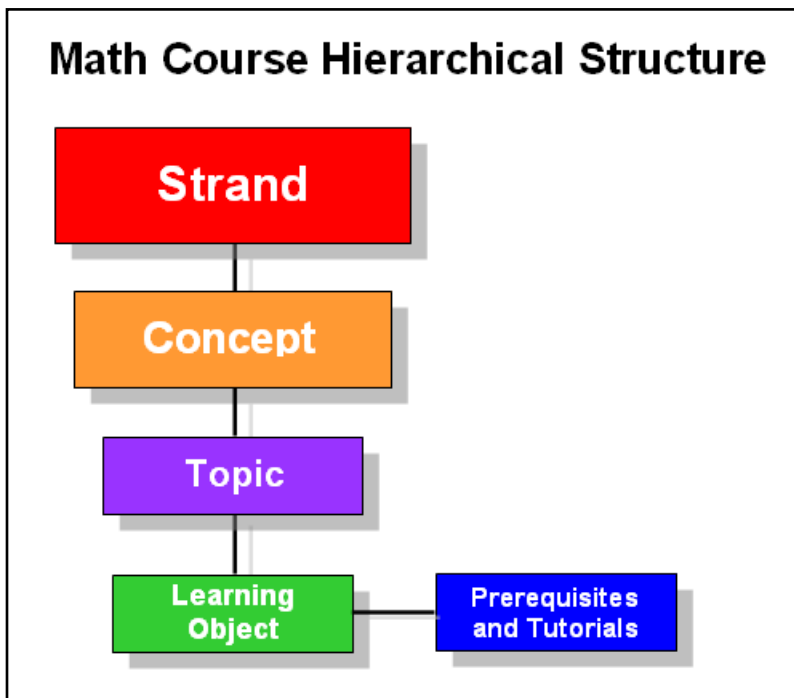 Math Course Hierarchical Structure
Strand
Concept
Topic
Learning
Object
Prerequisites
and Tutorials